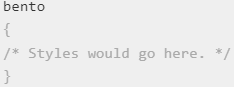 bento
{
/* Styles would go here. */
}